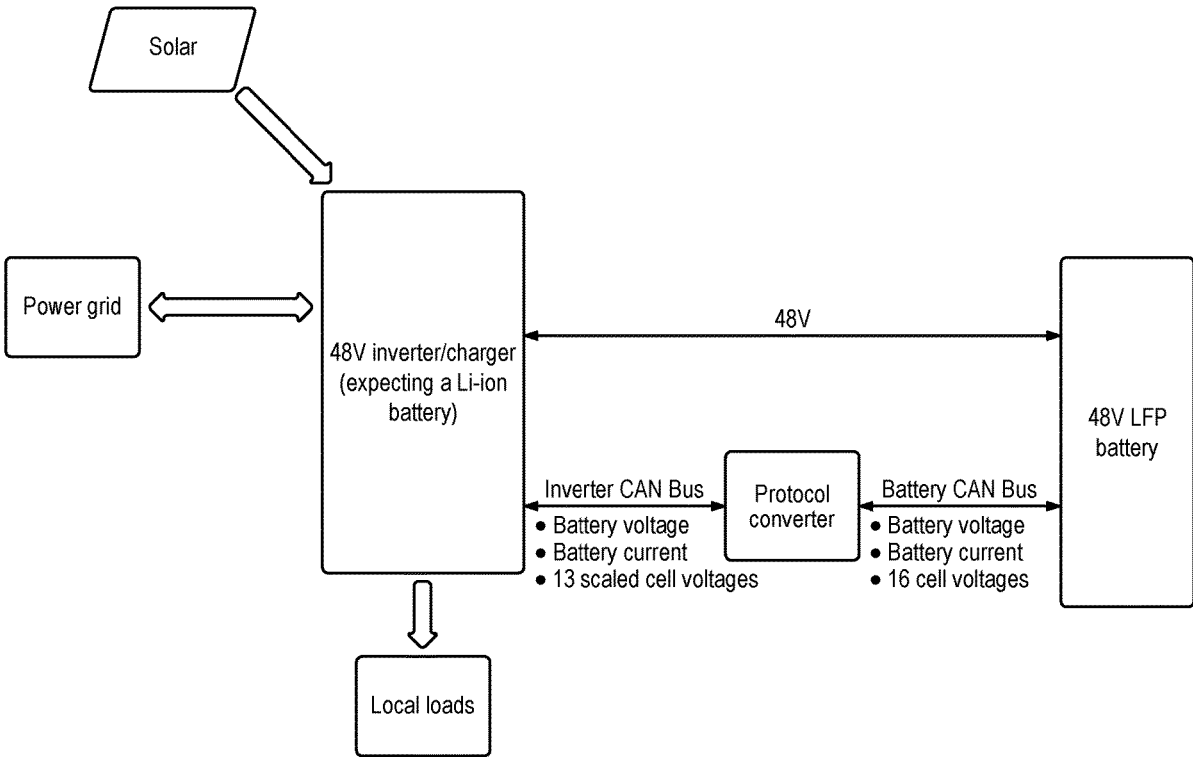 Solar
Power grid
48V inverter/charger
(expecting a Li-ion
battery)
48V
48V LFP
battery
Inverter CAN Bus
● Battery voltage
● Battery current
● 13 scaled cell voltages
Protocol
converter
Battery CAN Bus
● Battery voltage
● Battery current
● 16 cell voltages
Local loads